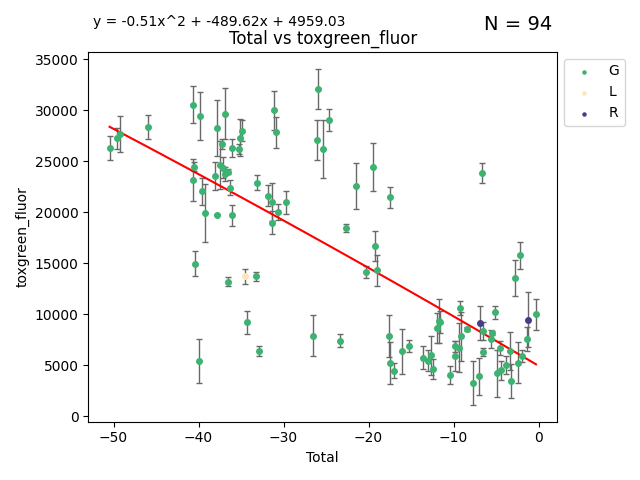 y = -0.51x^2 + -489.62x + 4959.03
N = 94
Total vs toxgreen_fluor
35000
30000
25000
20000
15000
10000
5000
0
toxgreen_fluor
−50
−40
−30
−20
−10
0
Total
G
L
R